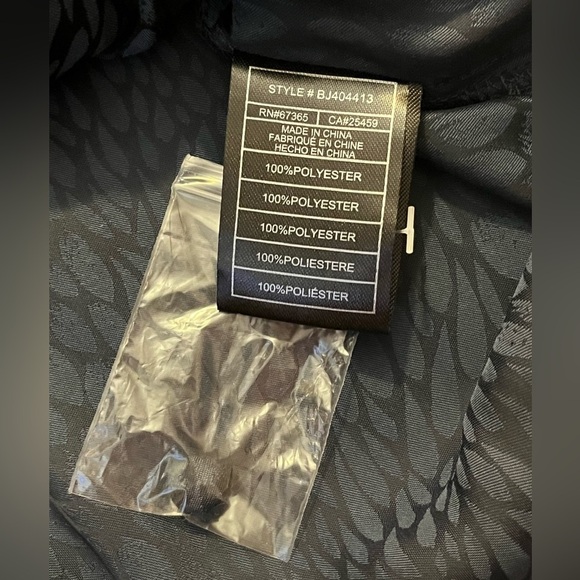 STYLE # BJ404413
RN#67365 CA#25459
MADE IN CHINA
FABRIQUÉ EN CHINE
HECHO EN CHINA
100%POLYESTER
100%POLYESTER
100%POLYESTER
100%POLIESTERE
100%POLIÉSTER